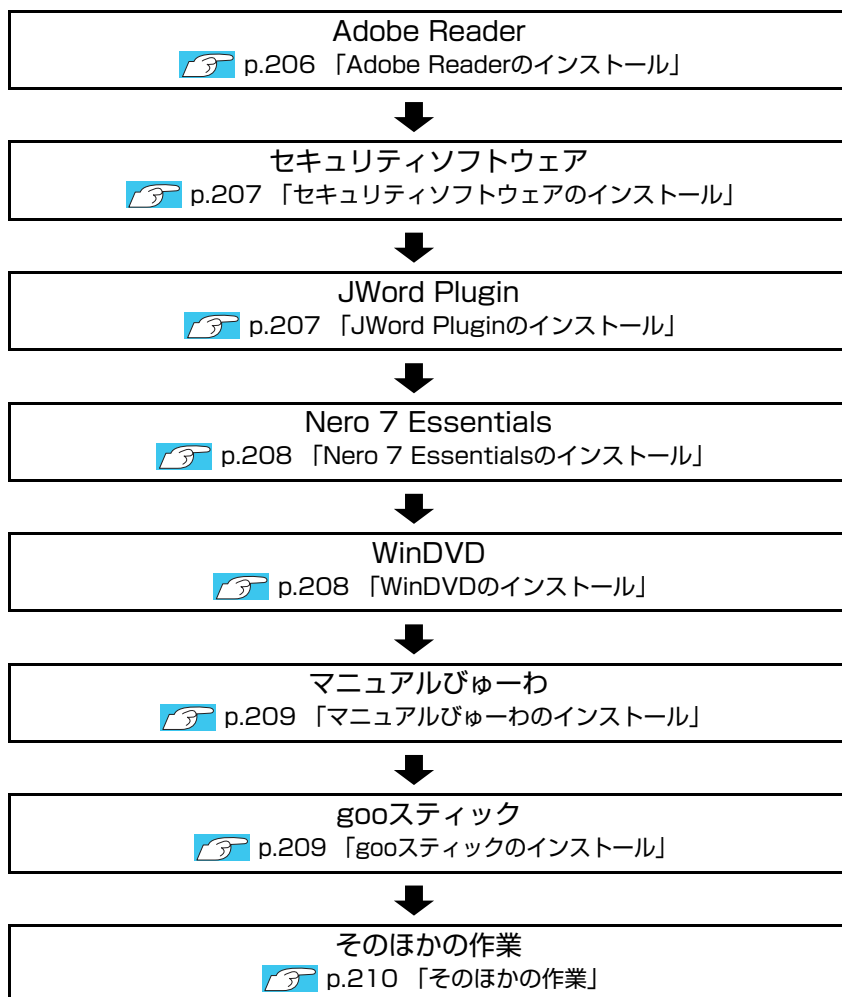 Adobe Reader
p.206 「Adobe Readerのインストール」
セキュリティソフトウェア
p.207 「セキュリティソフトウェアのインストール」
JWord Plugin
p.207 「JWord Pluginのインストール」
Nero 7 Essentials
p.208 「Nero 7 Essentialsのインストール」
WinDVD
p.208 「WinDVDのインストール」
マニュアルびゅーわ
p.209 「マニュアルびゅーわのインストール」
gooスティック
p.209 「gooスティックのインストール」
そのほかの作業
p.210 「そのほかの作業」